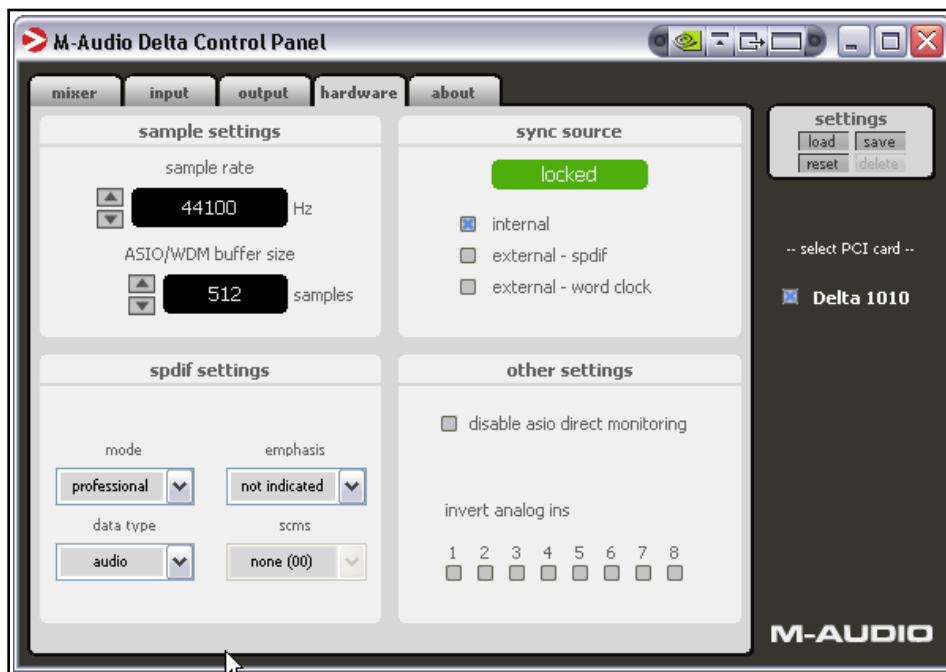 M-Audio Delta Control Panel
mixer input output hardware about
sample settings
sample rate
44100 Hz
ASIO/WDM buffer size
512 samples
sync source
locked
internal
external - spdif
external - word clock
settings
load save
reset delete
-- select PCI card --
Delta 1010
spdif settings
mode emphasis
professional not indicated
data type scms
audio none (00)
other settings
disable asio direct monitoring
invert analog ins
1 2 3 4 5 6 7 8
M-AUDIO